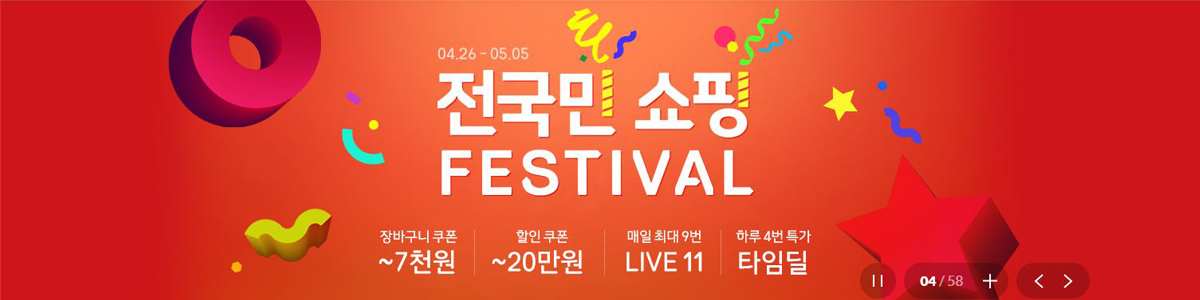 04.26 - 05.05
전국민 쇼핑
FESTIVAL
장바구니 쿠폰
~7천원
할인 쿠폰
~20만원
매일 최대 9번
LIVE 11
하루 4번 특가
타임딜
04 / 58